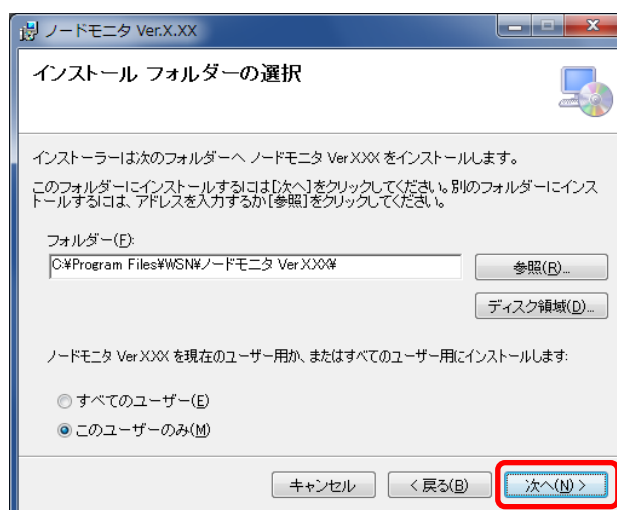 ノードモニタ Ver.X.XX
インストール フォルダーの選択
インストーラーは次のフォルダーへ ノードモニタ Ver.X.XX をインストールします。
このフォルダーにインストールするには[次へ]をクリックしてください。別のフォルダーにインス
トールするには、アドレスを入力するか[参照]をクリックしてください。
フォルダー(F):
C:¥Program Files¥WSN¥ノードモニタ Ver.X.XX¥
参照(R)...
ディスク領域(D)...
ノードモニタ Ver.X.XX を現在のユーザー用か、またはすべてのユーザー用にインストールします:
すべてのユーザー(E)
このユーザーのみ(M)
キャンセル
< 戻る(B)
次へ(N) >